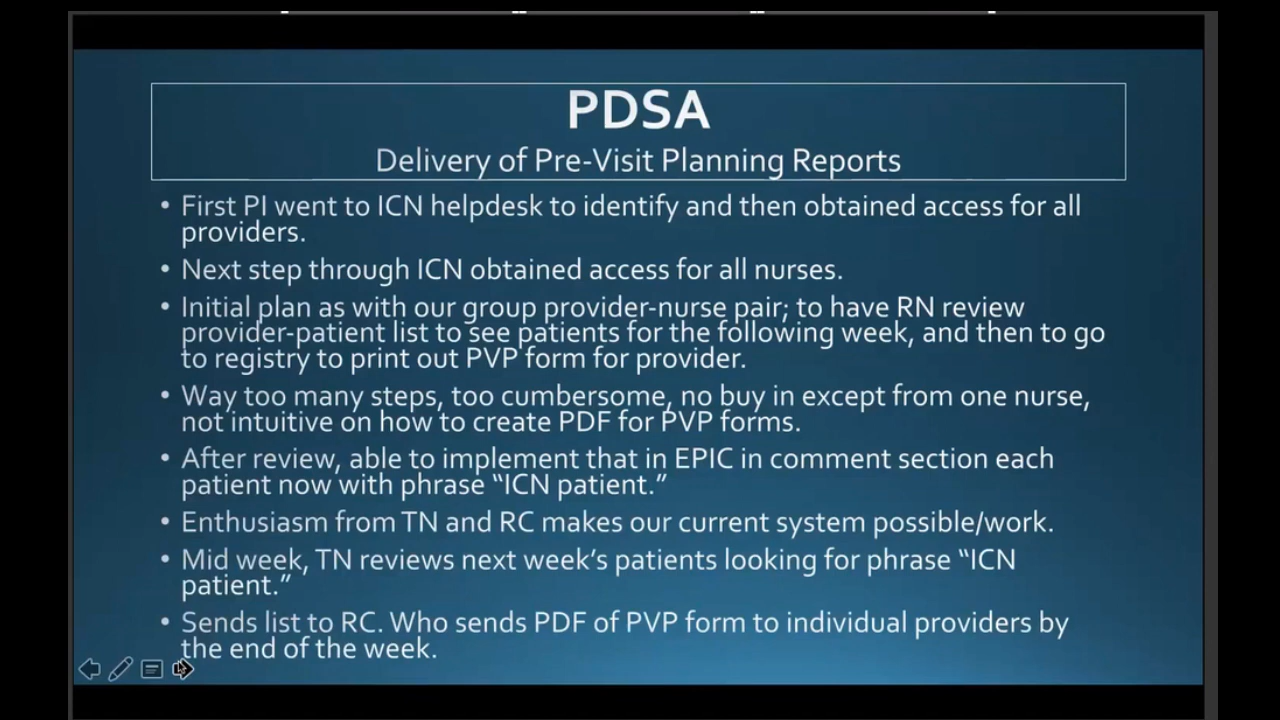 PDSA
Delivery of Pre-Visit Planning Reports
• First PI went to ICN helpdesk to identify and then obtained access for all
providers.
• Next step through ICN obtained access for all nurses.
• Initial plan as with our group provider-nurse pair; to have RN review
provider-patient list to see patients for the following week, and then to go
to registry to print out PVP form for provider.
• Way too many steps, too cumbersome, no buy in except from one nurse,
not intuitive on how to create PDF for PVP forms.
• After review, able to implement that in EPIC in comment section each
patient now with phrase “ICN patient.”
• Enthusiasm from TN and RC makes our current system possible/work.
• Mid week, TN reviews next week’s patients looking for phrase “ICN
patient.”
• Sends list to RC. Who sends PDF of PVP form to individual providers by
the end of the week.